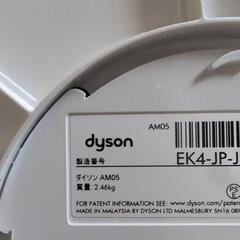 AM05
dyson
製造番号
EK4-JP-J
ダイソン AM05
質量: 2.46kg
PS
E
FOR PATENT INFORMATION SEE www.dyson.com/paten
MADE IN MALAYSIA BY DYSON LTD MALMESBURY SN16 0R